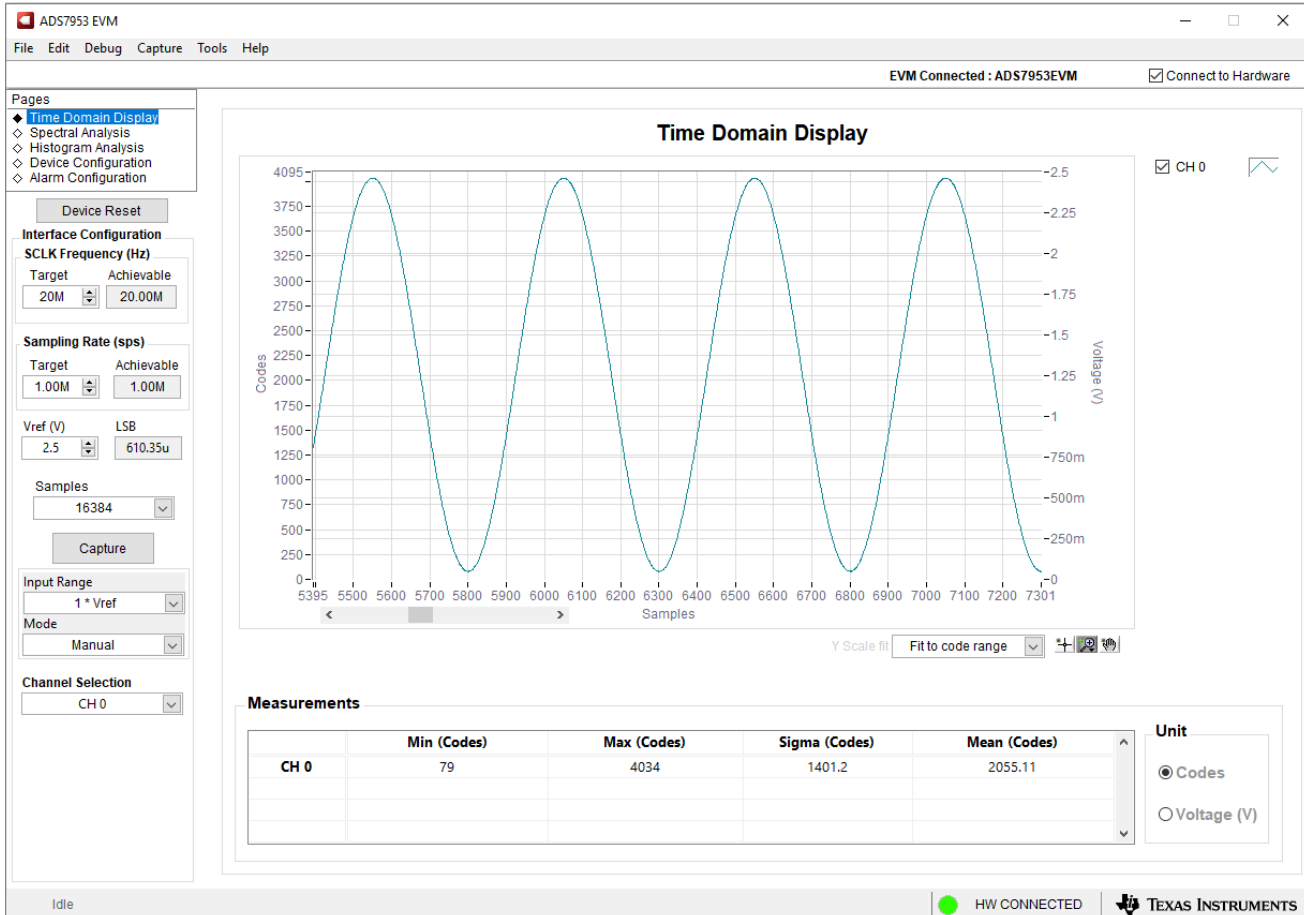 ADS7953 EVM
File Edit Debug Capture Tools Help
EVM Connected : ADS7953EVM
Connect to Hardware
Pages
Time Domain Display
Spectral Analysis
Histogram Analysis
Device Configuration
Alarm Configuration
Device Reset
Interface Configuration
SCLK Frequency (Hz)
Target Achievable
20M 20.00M
Sampling Rate (sps)
Target Achievable
1.00M 1.00M
Vref (V) LSB
2.5 610.35u
Samples
16384
Capture
Input Range
1 * Vref
Mode
Manual
Channel Selection
CH 0
Time Domain Display
CH 0
Codes
4095
3750
3500
3250
3000
2750
2500
2250
2000
1750
1500
1250
1000
750
500
250
0
2.5
2.25
2
1.75
1.5
1.25
1
750m
500m
250m
0
Voltage (V)
5395 5500 5600 5700 5800 5900 6000 6100 6200 6300 6400 6500 6600 6700 6800 6900 7000 7100 7200 7301
Samples
Y Scale fit Fit to code range
Measurements
Min (Codes) Max (Codes) Sigma (Codes) Mean (Codes)
CH 0 79 4034 1401.2 2055.11
Unit
Codes
Voltage (V)
Idle
HW CONNECTED
TEXAS INSTRUMENTS